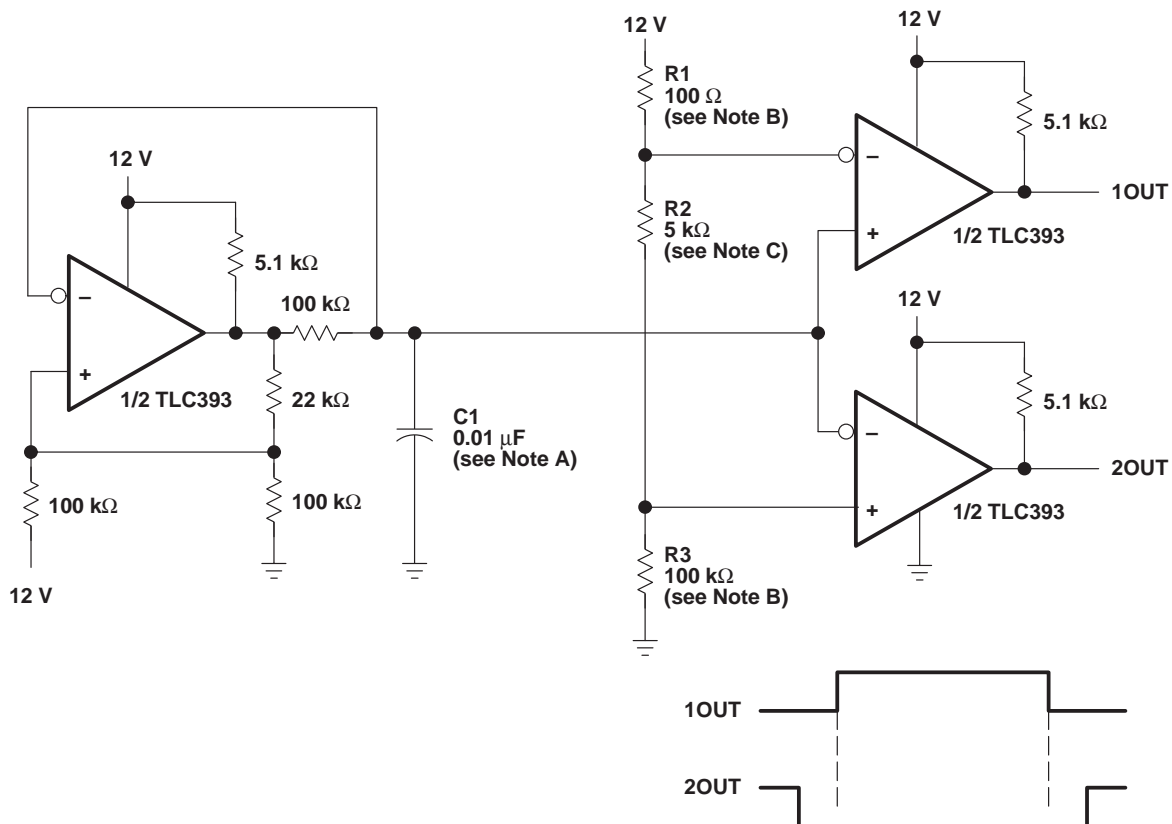 12 V
12 V
R1
100 Ω
(see Note B)
5.1 kΩ
−
+
1OUT
1/2 TLC393
R2
5 kΩ
(see Note C)
12 V
5.1 kΩ
−
+
1/2 TLC393
100 kΩ
22 kΩ
100 kΩ
100 kΩ
12 V
C1
0.01 μF
(see Note A)
12 V
5.1 kΩ
−
+
2OUT
1/2 TLC393
R3
100 kΩ
(see Note B)
1OUT
2OUT